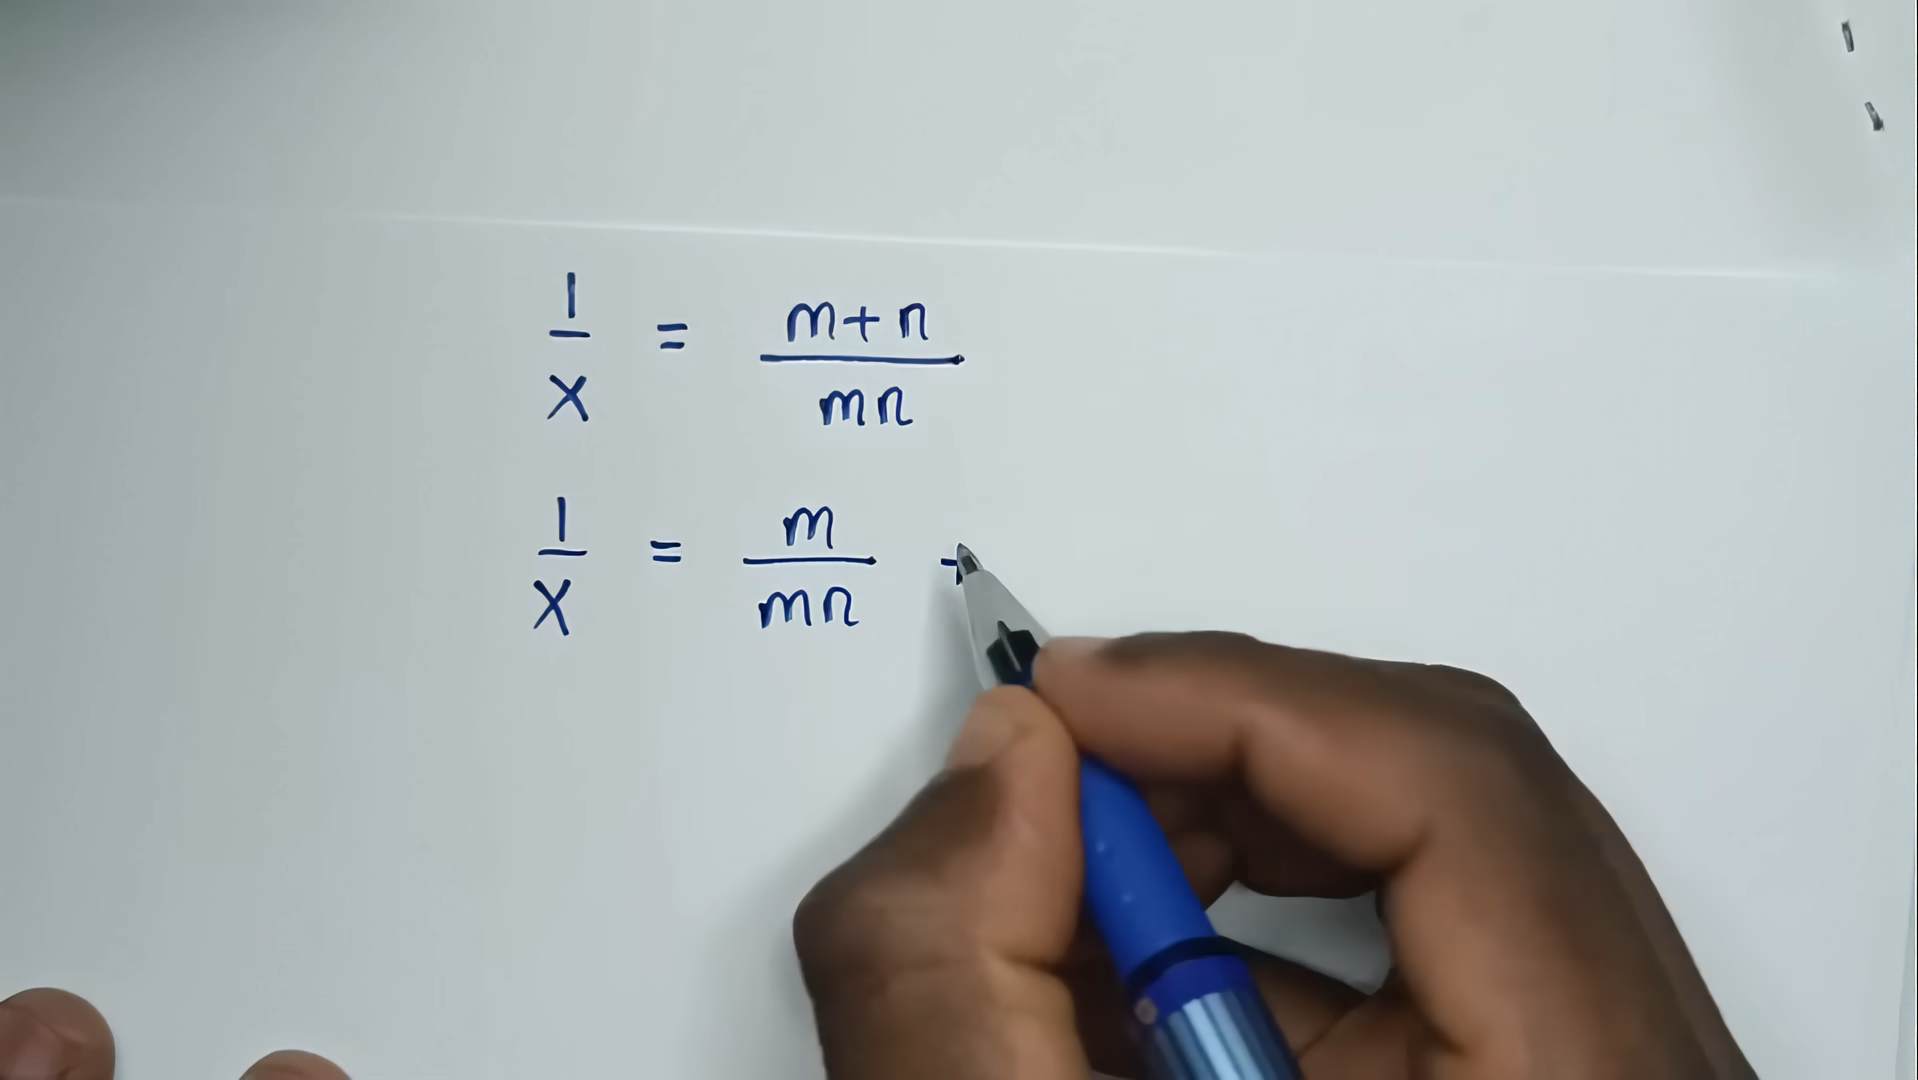 1/x = (m+n)/mn
1/x = m/mn +